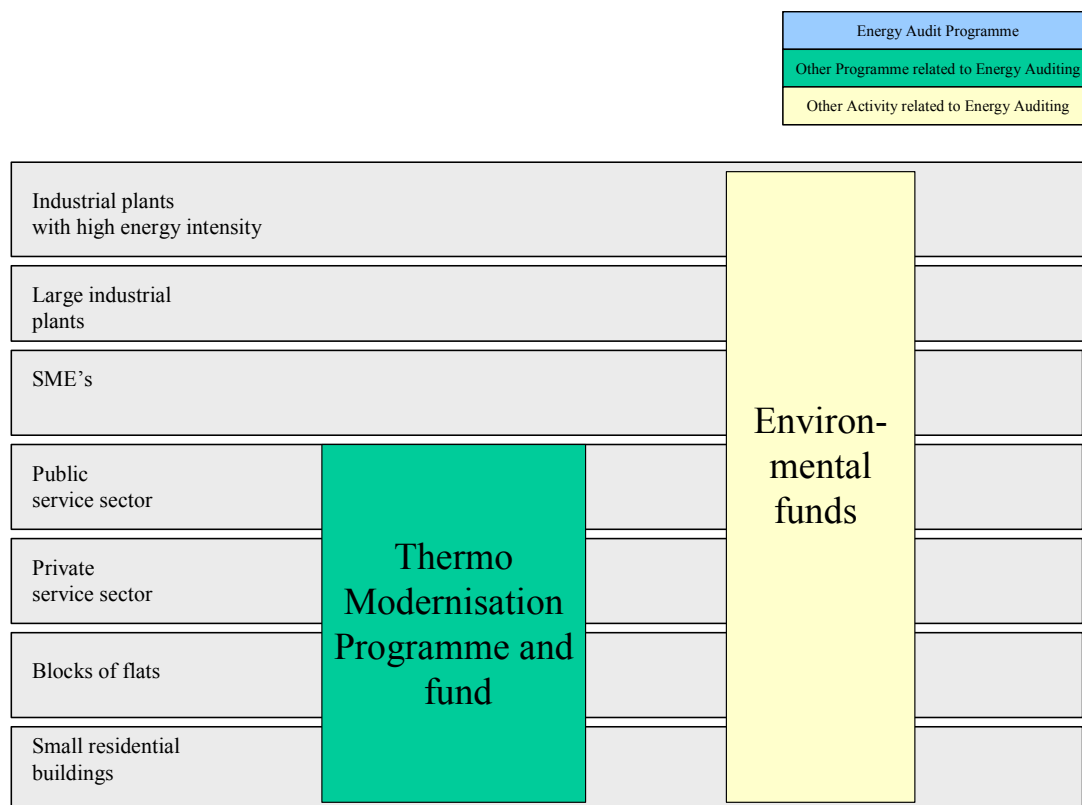 Energy Audit Programme
Other Programme related to Energy Auditing
Other Activity related to Energy Auditing
Industrial plants
with high energy intensity
Large industrial
plants
SME’s
Public
service sector
Private
service sector
Blocks of flats
Small residential
buildings
Thermo
Modernisation
Programme and
fund
Environ-
mental
funds